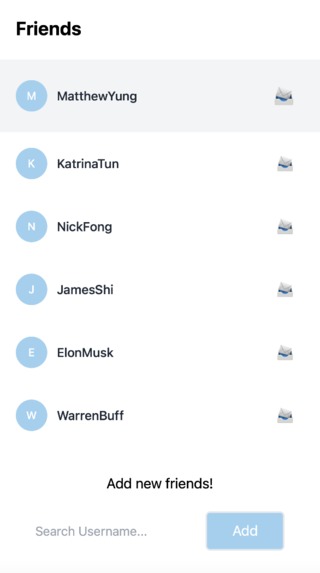 Friends
M MatthewYung
K KatrinaTun
N NickFong
J JamesShi
E ElonMusk
W WarrenBuff
Add new friends!
Search Username... Add